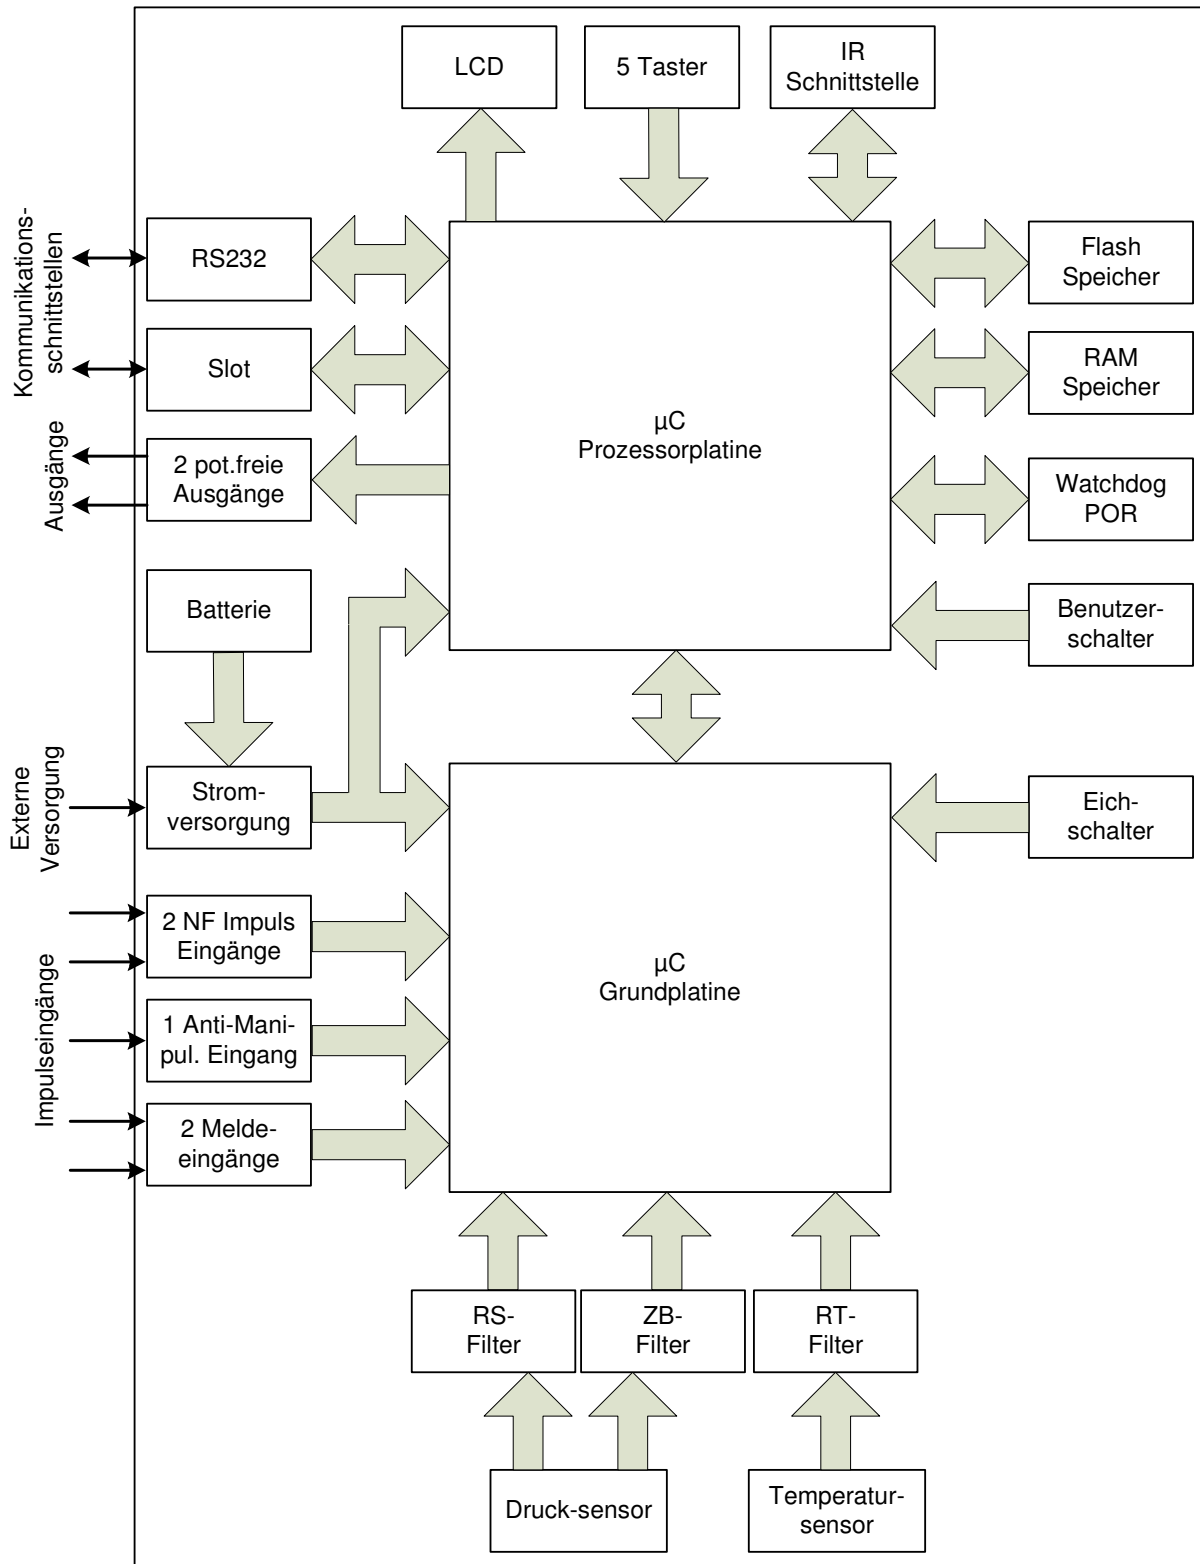 LCD
5 Taster
IR
Schnittstelle
Kommunikations-
schnittstellen
RS232
Flash
Speicher
Slot
RAM
Speicher
µC
Prozessorplatine
Ausgänge
2 pot.freie
Ausgänge
Watchdog
POR
Batterie
Benutzer-
schalter
Externe
Versorgung
Strom-
versorgung
Eich-
schalter
Impulseingänge
2 NF Impuls
Eingänge
µC
Grundplatine
1 Anti-Mani-
pul. Eingang
2 Melde-
eingänge
RS-
Filter
ZB-
Filter
RT-
Filter
Druck-sensor
Temperatur-
sensor